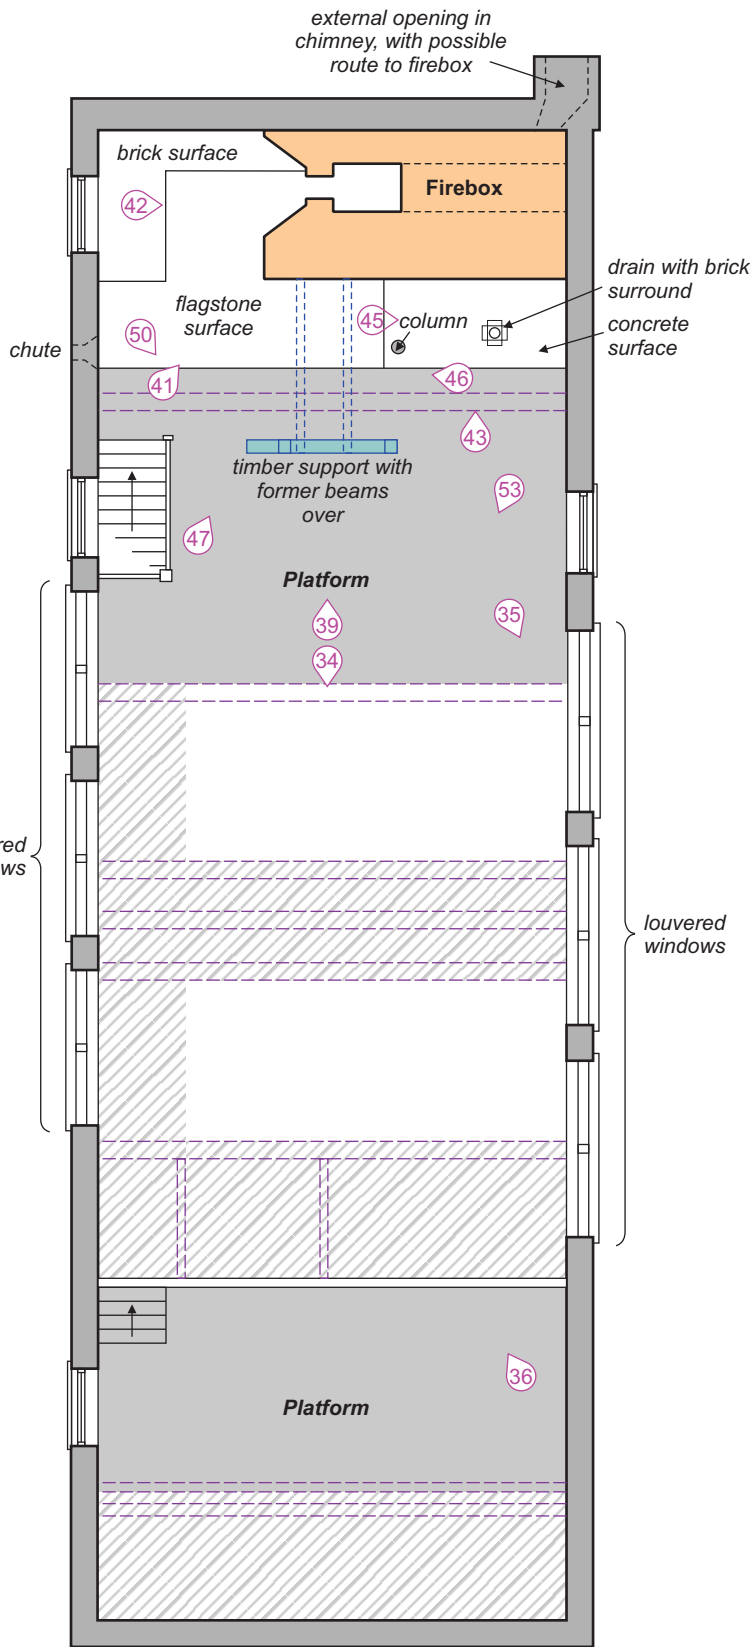 external opening in
chimney, with possible
route to firebox
brick surface
Firebox
42
drain with brick
surround
flagstone
surface
45
column
50
concrete
surface
chute
41
46
43
timber support with
former beams
over
53
47
Platform
39
35
34
louvered
windows
36
Platform